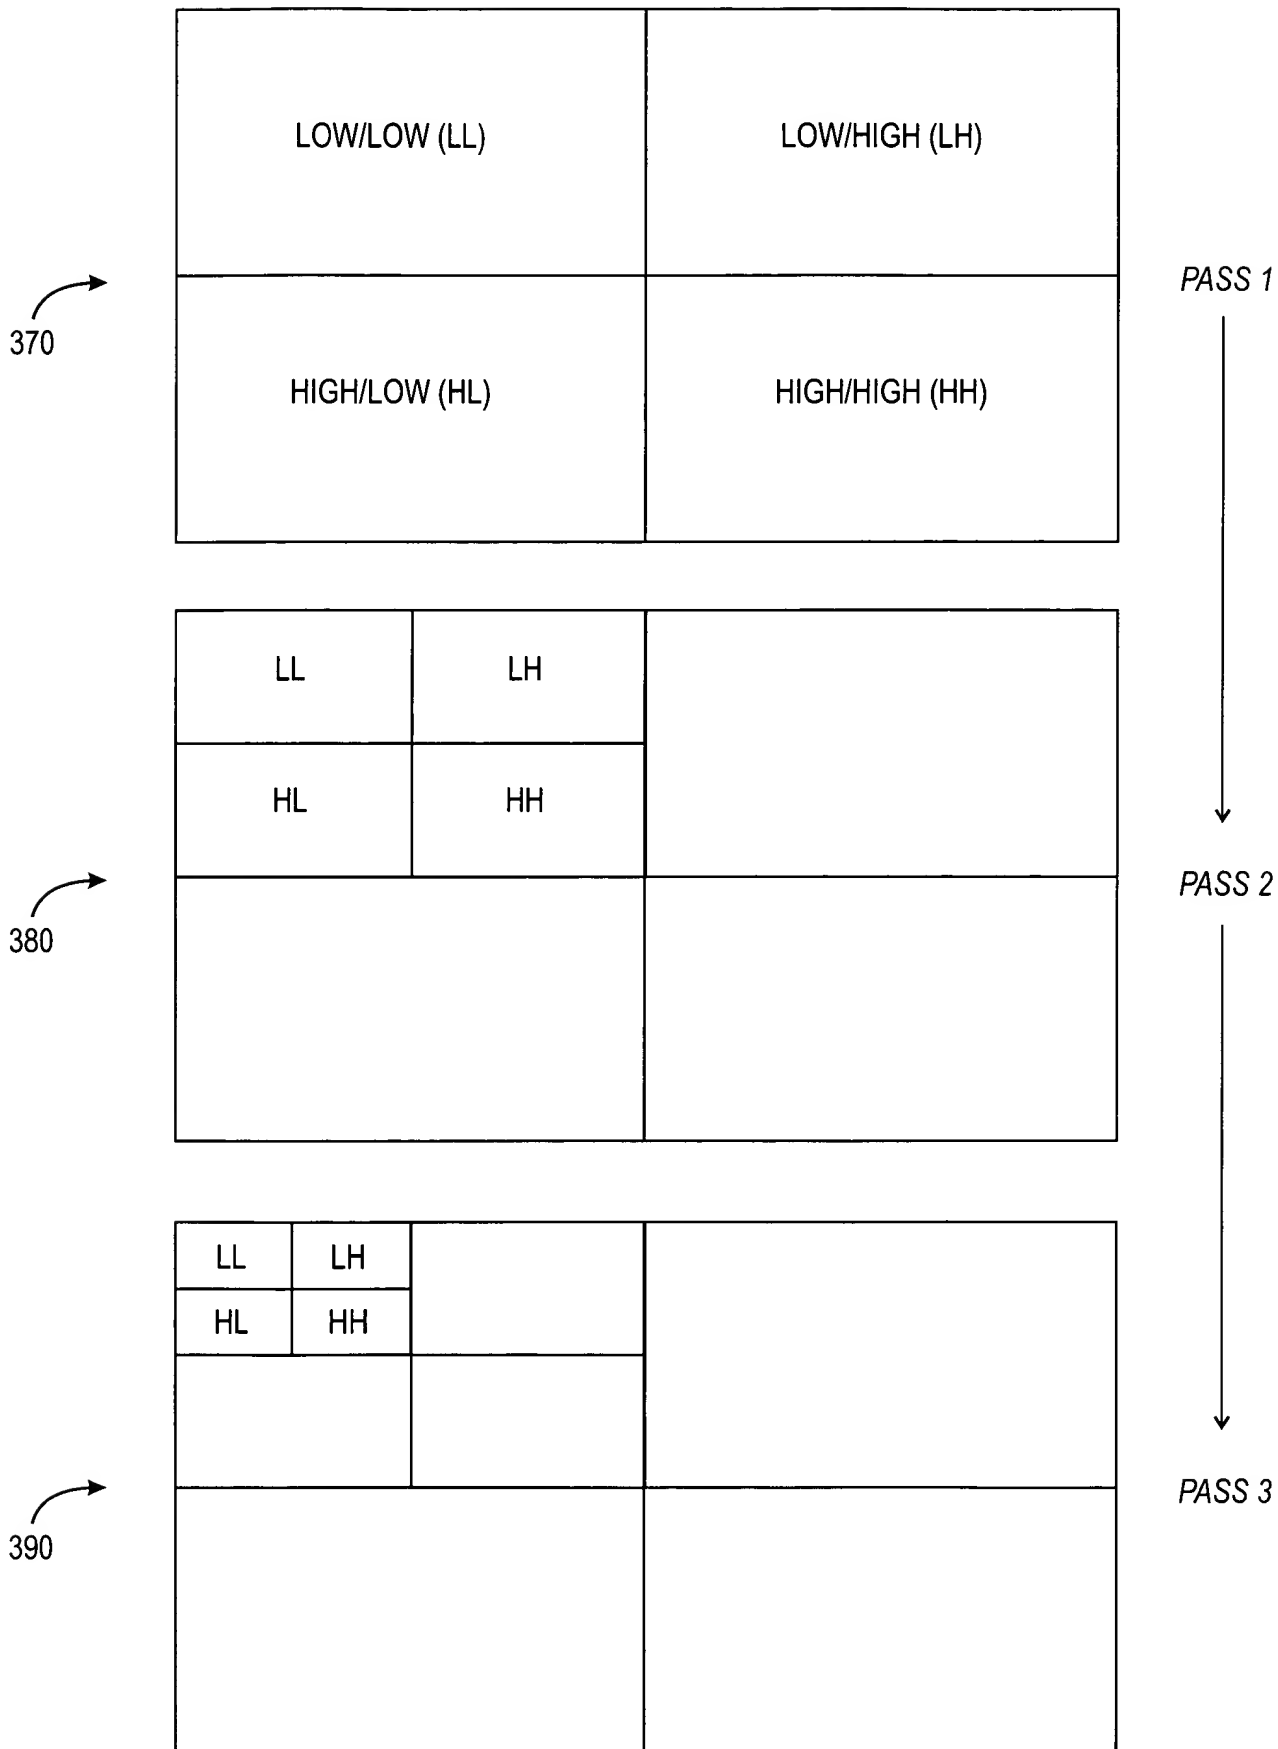 LOW/LOW (LL) LOW/HIGH (LH)
PASS 1
370
HIGH/LOW (HL) HIGH/HIGH (HH)
LL LH
HL HH
PASS 2
380
LL LH
HL HH
PASS 3
390